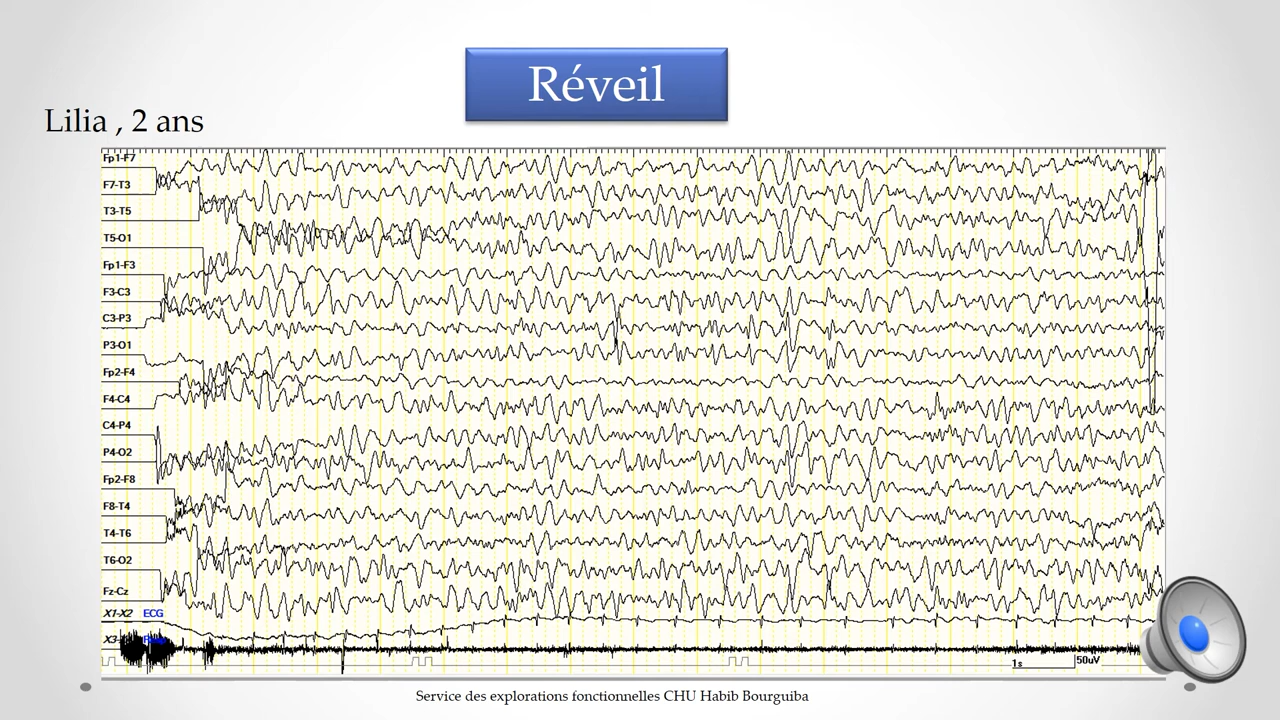 Réveil
Lilia , 2 ans
Fp1-F7
F7-T3
T3-T5
T5-O1
Fp1-F3
F3-C3
C3-P3
P3-O1
Fp2-F4
F4-C4
C4-P4
P4-O2
Fp2-F8
F8-T4
T4-T6
T6-O2
Fz-Cz
X1-X2 ECG
1s 50uV
Service des explorations fonctionnelles CHU Habib Bourguiba